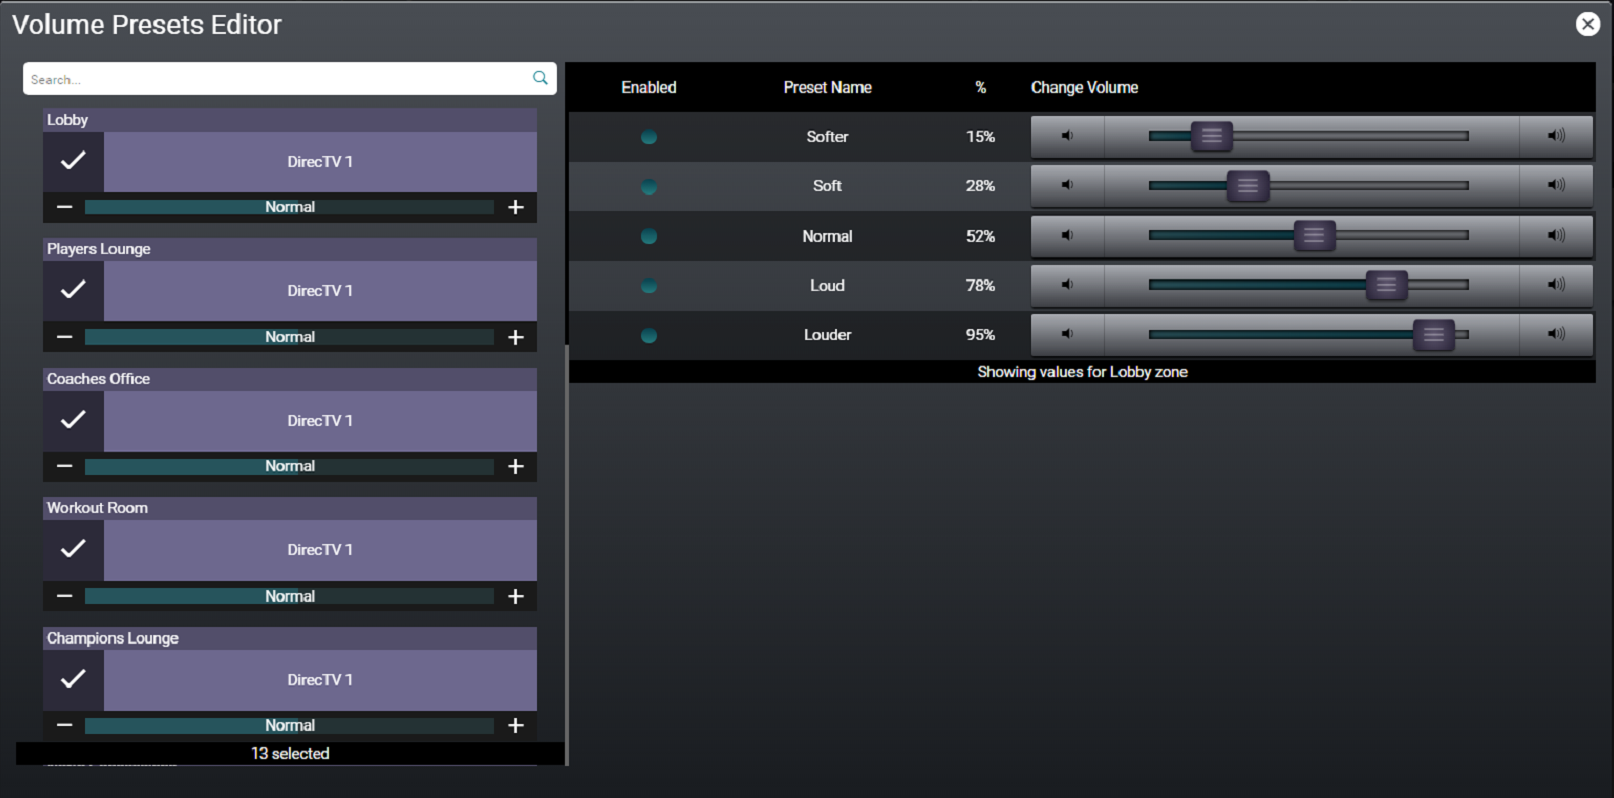 Volume Presets Editor
Search...
Lobby
DirecTV 1
Normal
Players Lounge
DirecTV 1
Normal
Coaches Office
DirecTV 1
Normal
Workout Room
DirecTV 1
Normal
Champions Lounge
DirecTV 1
Normal
13 selected
Enabled Preset Name % Change Volume
Softer 15%
Soft 28%
Normal 52%
Loud 78%
Louder 95%
Showing values for Lobby zone